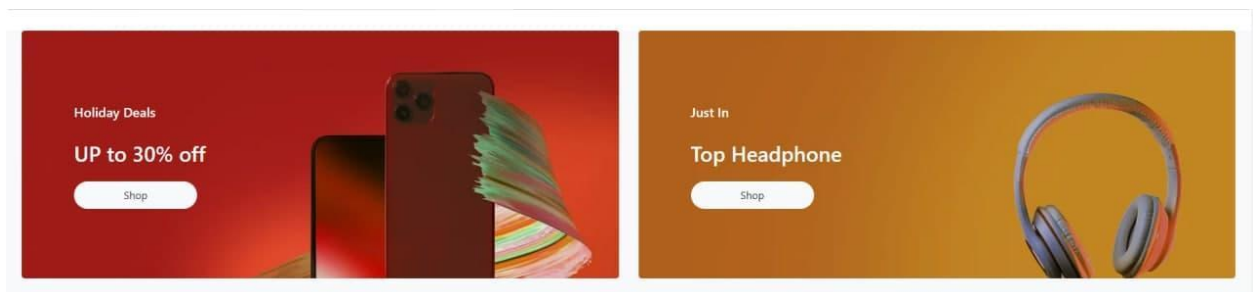 Holiday Deals
UP to 30% off
Shop
Just In
Top Headphone
Shop